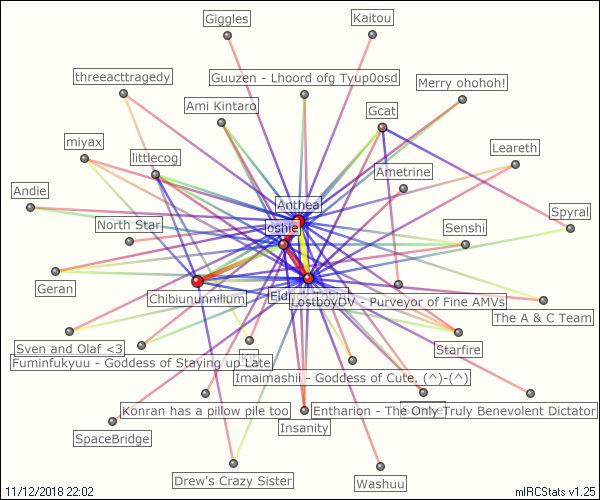 Giggles
Kaitou
threeacttragedy
Guuzen - Lhoord ofg Tyup0osd
Merry ohohoh!
Ami Kintaro
Gcat
miyax
littlecog
Leareth
Ametrine
Andie
Anthea
North Star
oshie
Senshi
Spyral
Geran
Chibiununnillum
LostboyDV - Purveyor of Fine AMVs
The A & C Team
Sven and Olaf <3
Starfire
Fuminfukyuu - Goddess of Staying up Late
Imaimashii - Goddess of Cute. (^)-(^)
Konran has a pillow pile too
Entharion - The Only Truly Benevolent Dictator
SpaceBridge
Insanity
Drew's Crazy Sister
Washuu
11/12/2018 22:02
mIRCStats v1.25